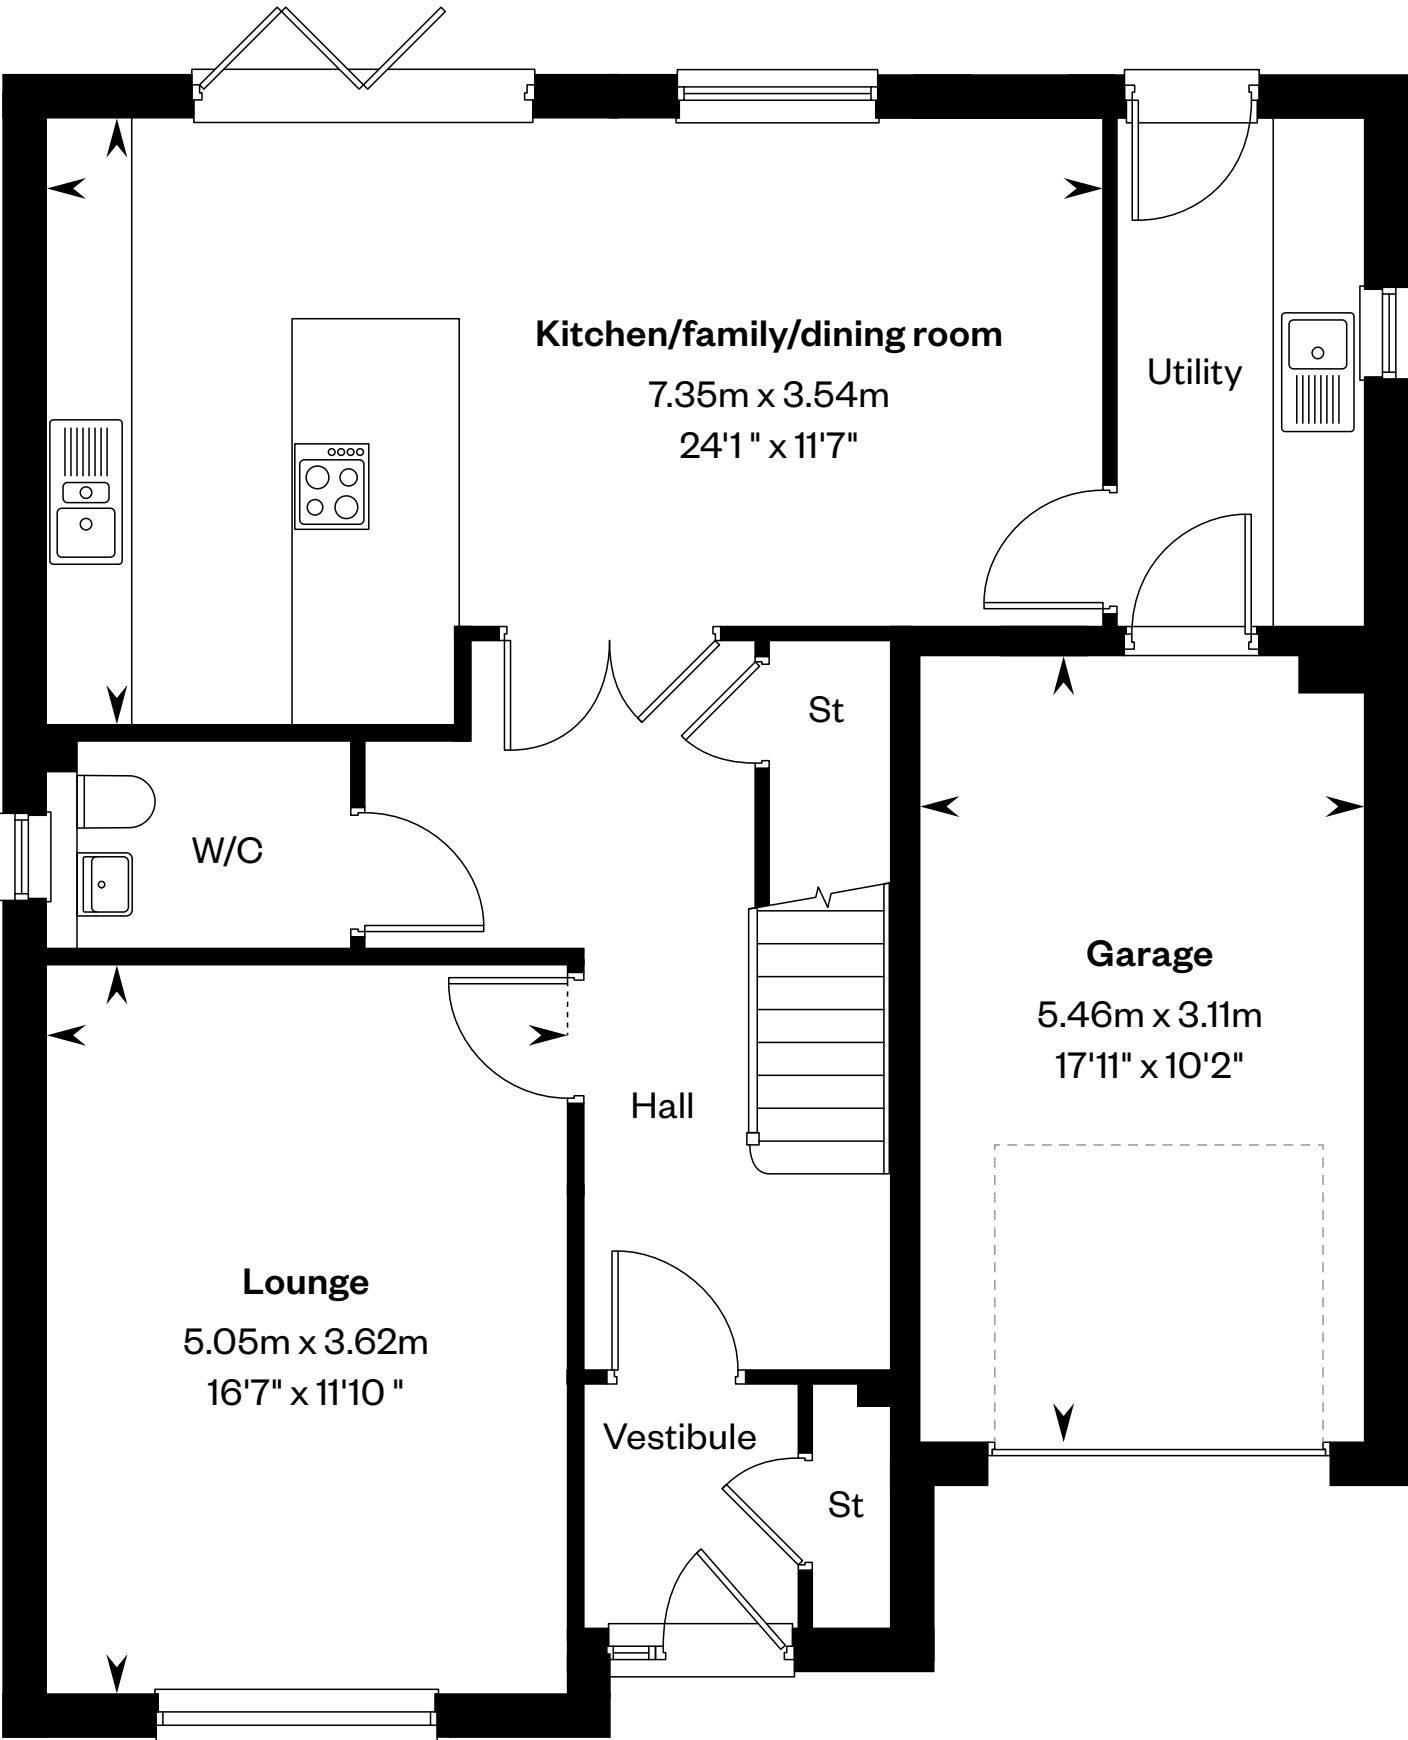 Kitchen/family/dining room
7.35m x 3.54m
24'1 " x 11'7"
Utility
St
W/C
Garage
5.46m x 3.11m
17'11" x 10'2"
Hall
Lounge
5.05m x 3.62m
16'7" x 11'10 "
Vestibule
St